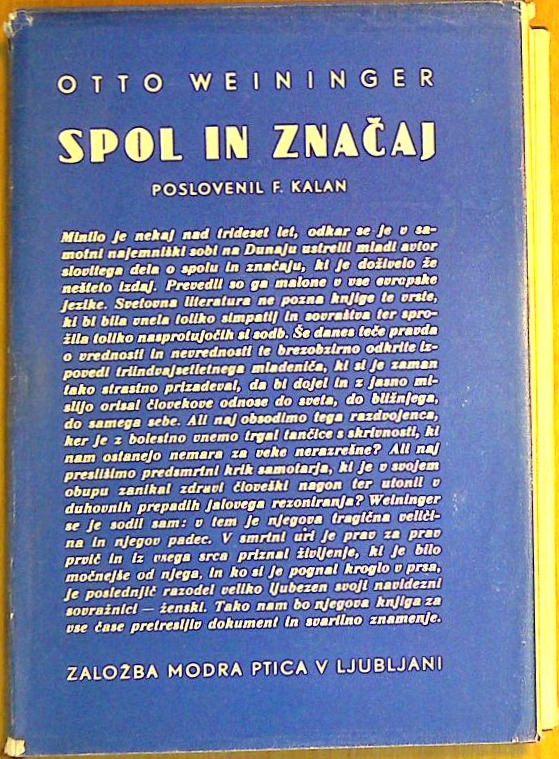 OTTO WEININGER
SPOL IN ZNAČAJ
POSLOVENIL F. KALAN
Minilo je nekaj nad trideset let, odkar se je v sa-
motni najemniški sobi na Dunaju ustrelil mladi avtor
slovitega dela o spolu in značaju, ki je doživelo že
nešteto izdaj. Prevedli so ga malone v vse evropske
jezike. Svetovna literatura ne pozna knjige te vrste,
ki bi bila vnela toliko simpatij in sovraštva ter spro-
žila toliko nasprotujočih si sodb. Še danes teče pravda
o vrednosti in nevrednosti te brezobzirno odkrite iz-
povedi triindvajsetletnega mladeniča, ki si je zaman
tako strastno prizadeval, da bi dojel in z jasno mi-
slijo orisal človekove odnose do sveta, do bližnjega,
do samega sebe. Ali naj obsodimo tega razdvojenca,
ker je z bolestno vnemo trgal tančice s skrivnosti, ki
nam ostanejo nemara za veke nerazrešne? Ali naj
preslišimo predsmrtni krik samotarja, ki je v svojem
obupu zanikal zdravi človeški nagon ter utonil v
duhovnih prepadih jalovega rezoniranja? Weininger
se je sodil sam: v tem je njegova tragična veliči-
na in njegov padec. V smrtni uri je prav za prav
prvič in iz vsega srca priznal življenje, ki je bilo
močnejše od njega, in ko si je pognal kroglo v prsa,
je poslednjič razodel veliko ljubezen svoji navidezni
sovražnici — ženski. Tako nam bo njegova knjiga za
vse čase pretresljiv dokument in svarilno znamenje.
ZALOŽBA MODRA PTICA V LJUBLJANI